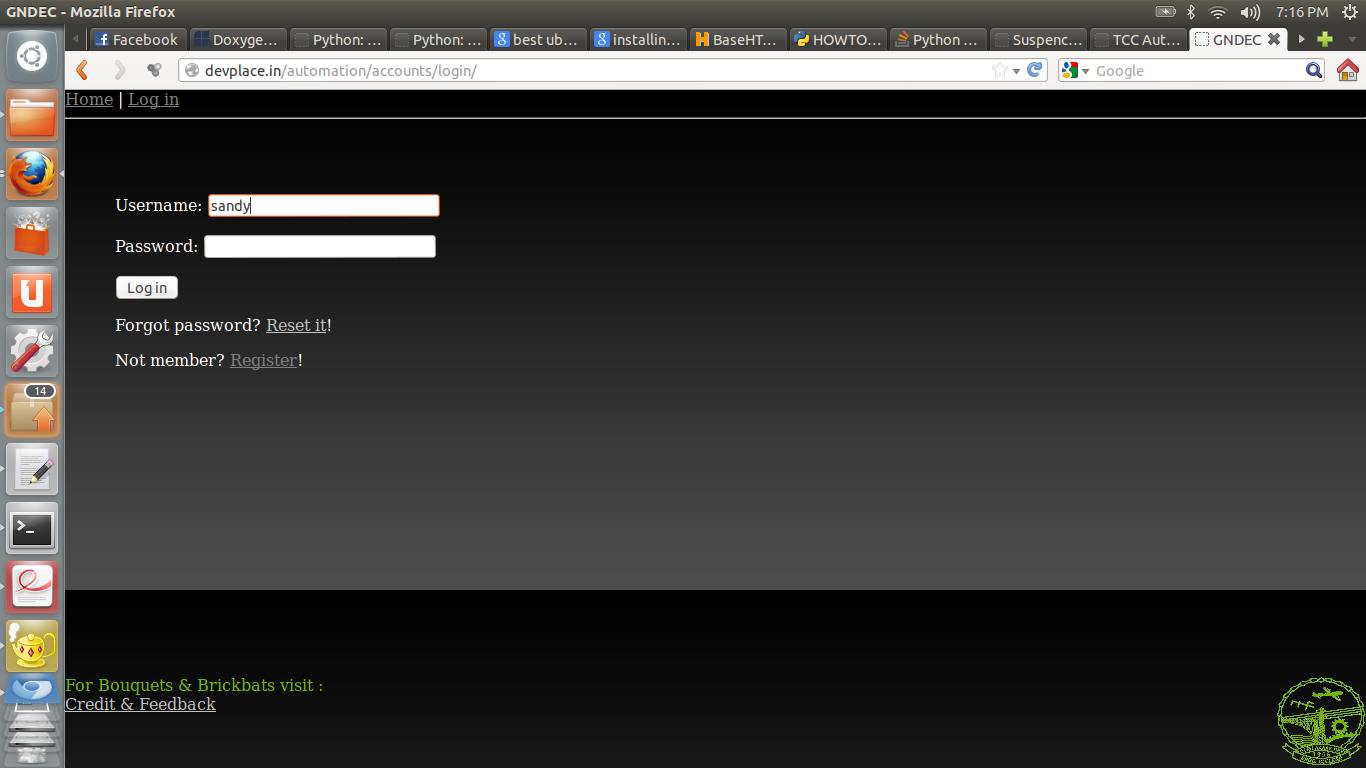 GNDEC - Mozilla Firefox
7:16 PM
Facebook
Doxyge...
Python: ...
Python: ...
best ub...
installin...
BaseHT...
HOWTO...
Python ...
Suspenc...
TCC Aut...
GNDEC
devplace.in/automation/accounts/login/
Google
Home | Log in
Username: sandy
Password:
Log in
Forgot password? Reset it!
Not member? Register!
14
For Bouquets & Brickbats visit :
Credit & Feedback